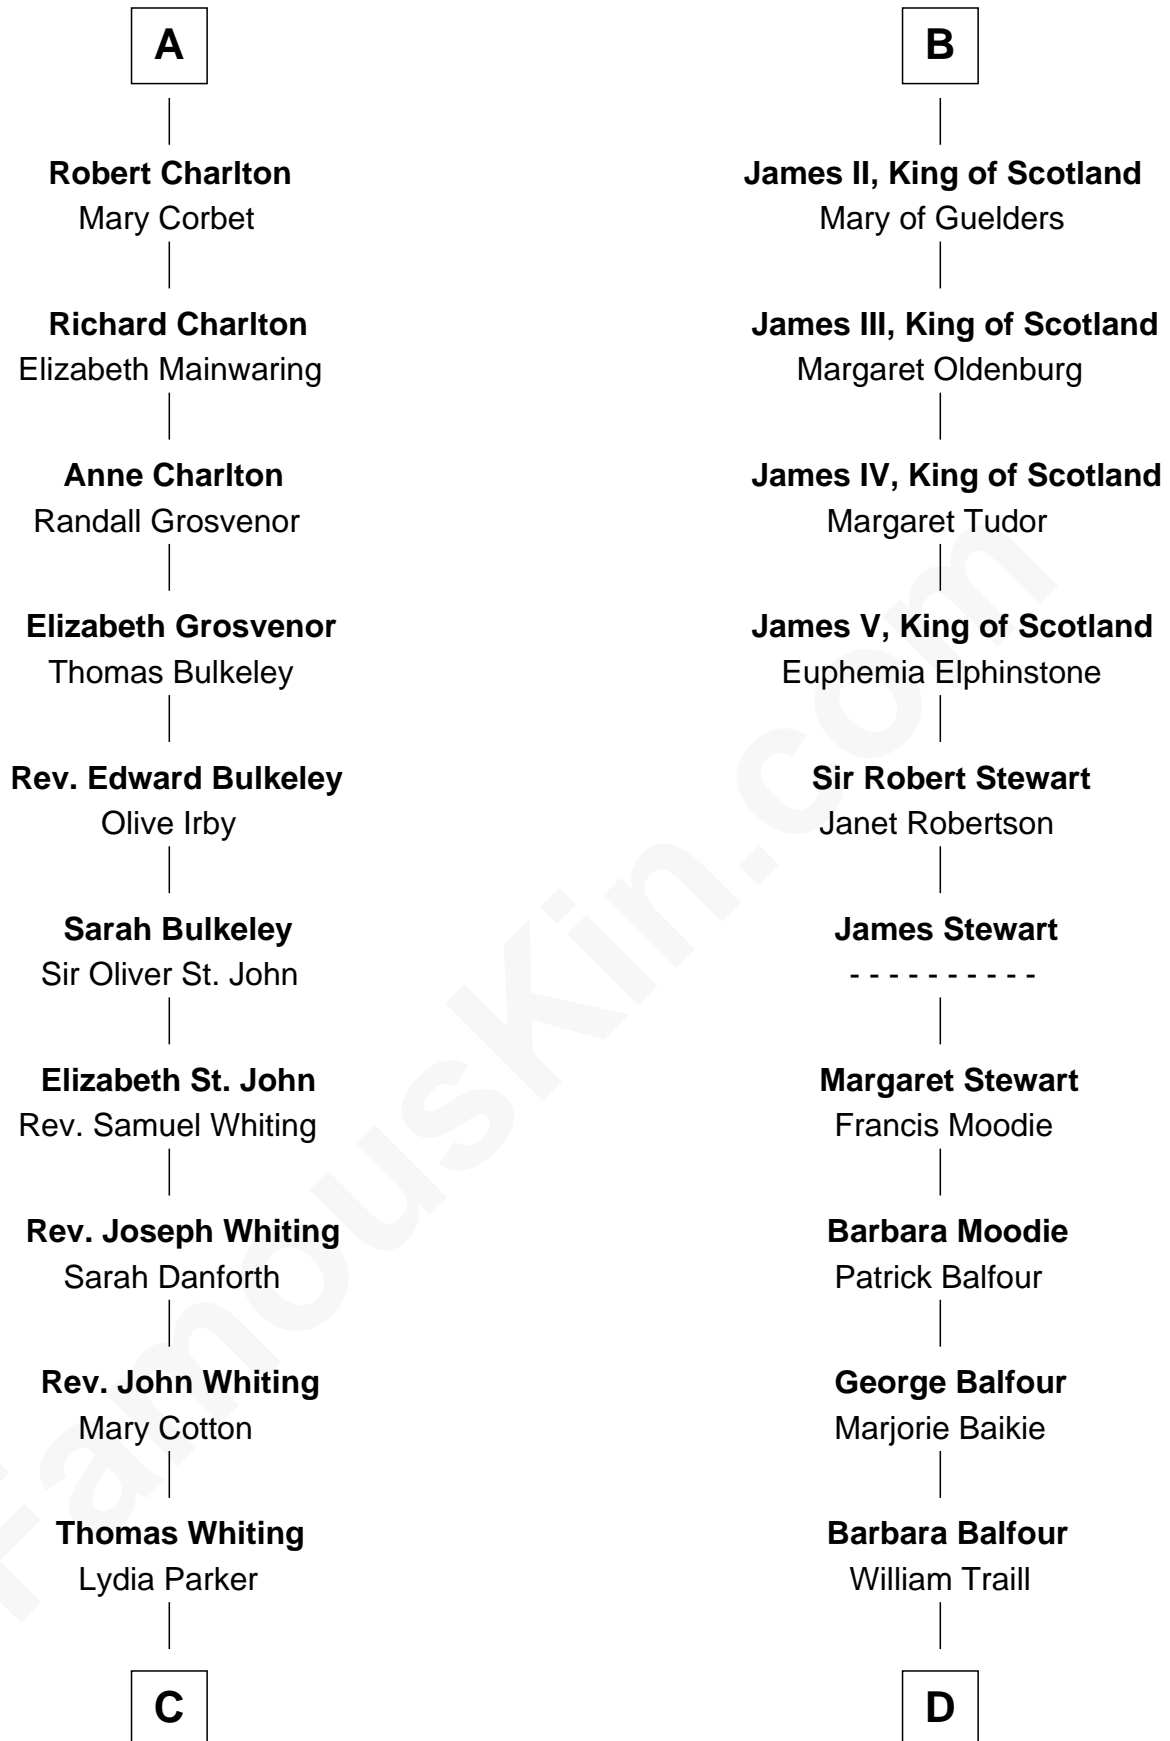 A
Robert Charlton
Mary Corbet
Richard Charlton
Elizabeth Mainwaring
Anne Charlton
Randall Grosvenor
Elizabeth Grosvenor
Thomas Bulkeley
Rev. Edward Bulkeley
Olive Irby
Sarah Bulkeley
Sir Oliver St. John
Elizabeth St. John
Rev. Samuel Whiting
Rev. Joseph Whiting
Sarah Danforth
Rev. John Whiting
Mary Cotton
Thomas Whiting
Lydia Parker
C
B
James II, King of Scotland
Mary of Guelders
James III, King of Scotland
Margaret Oldenburg
James IV, King of Scotland
Margaret Tudor
James V, King of Scotland
Euphemia Elphinstone
Sir Robert Stewart
Janet Robertson
James Stewart
- - - - - - - - - -
Margaret Stewart
Francis Moodie
Barbara Moodie
Patrick Balfour
George Balfour
Marjorie Baikie
Barbara Balfour
William Traill
D
FamousKin.com